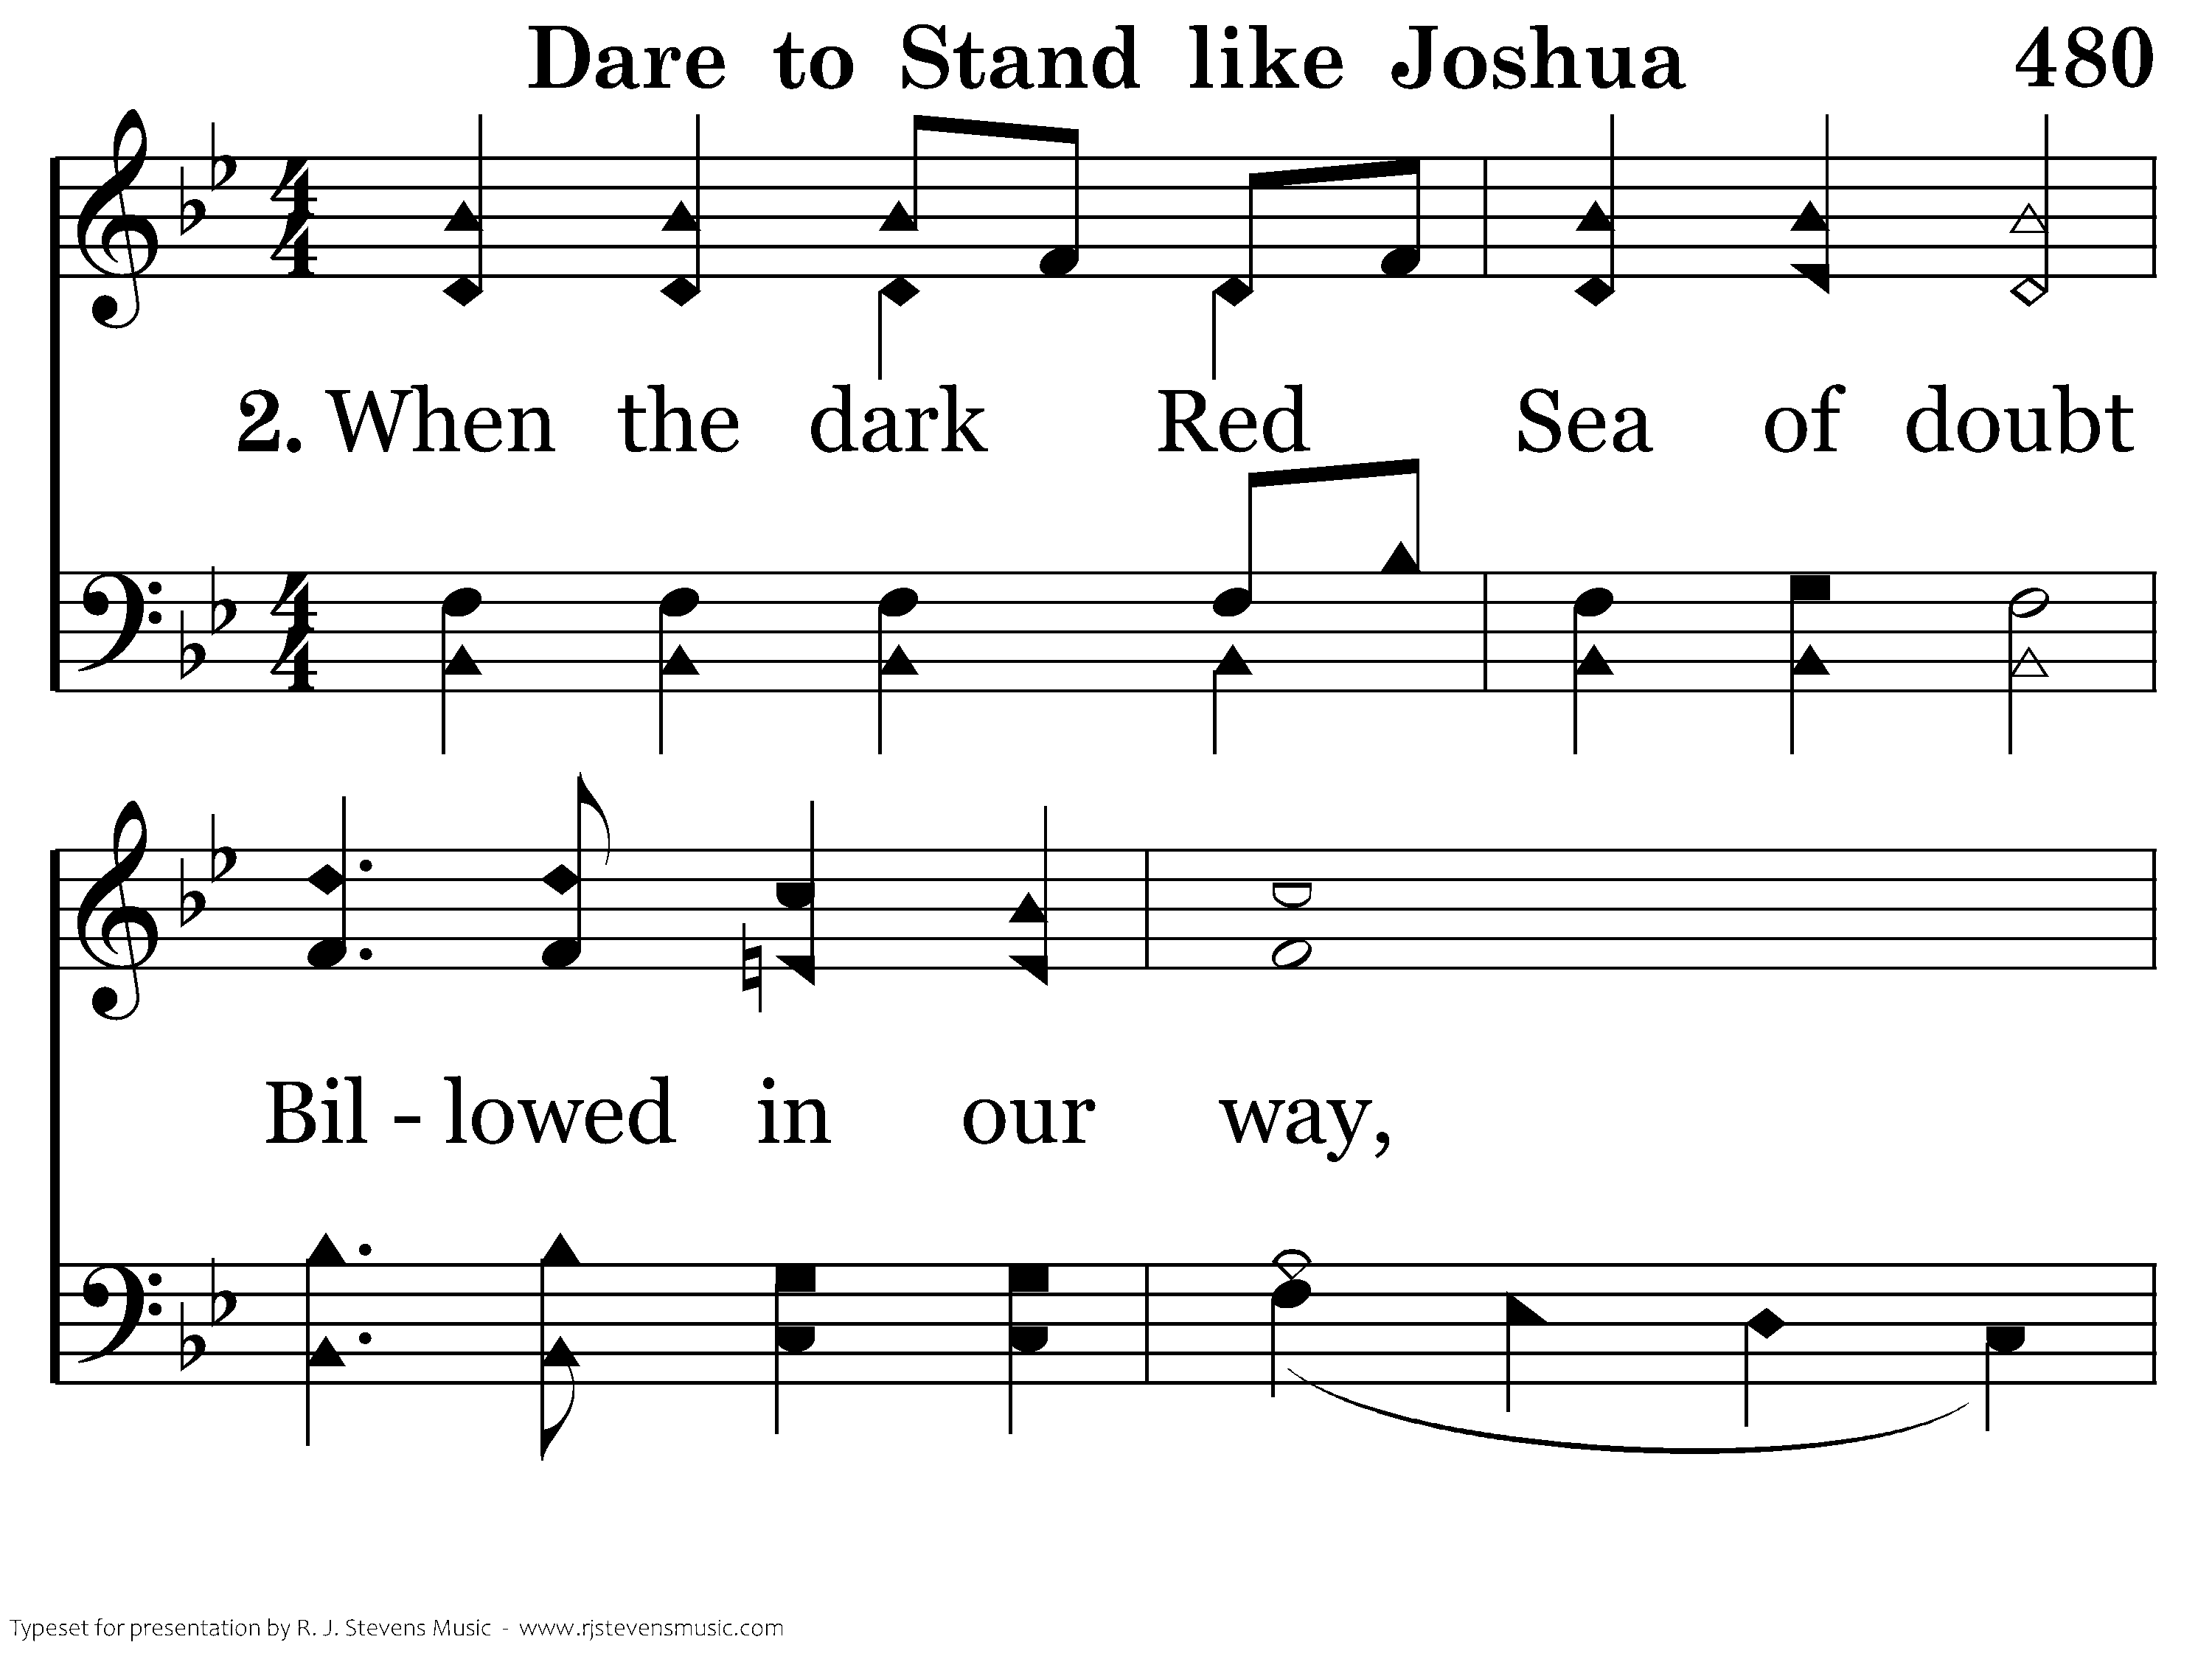 Dare to Stand like Joshua 480
2. When the dark Red Sea of doubt
Bil - lowed in our way,
Typeset for presentation by R. J. Stevens Music - www.rjstevensmusic.com